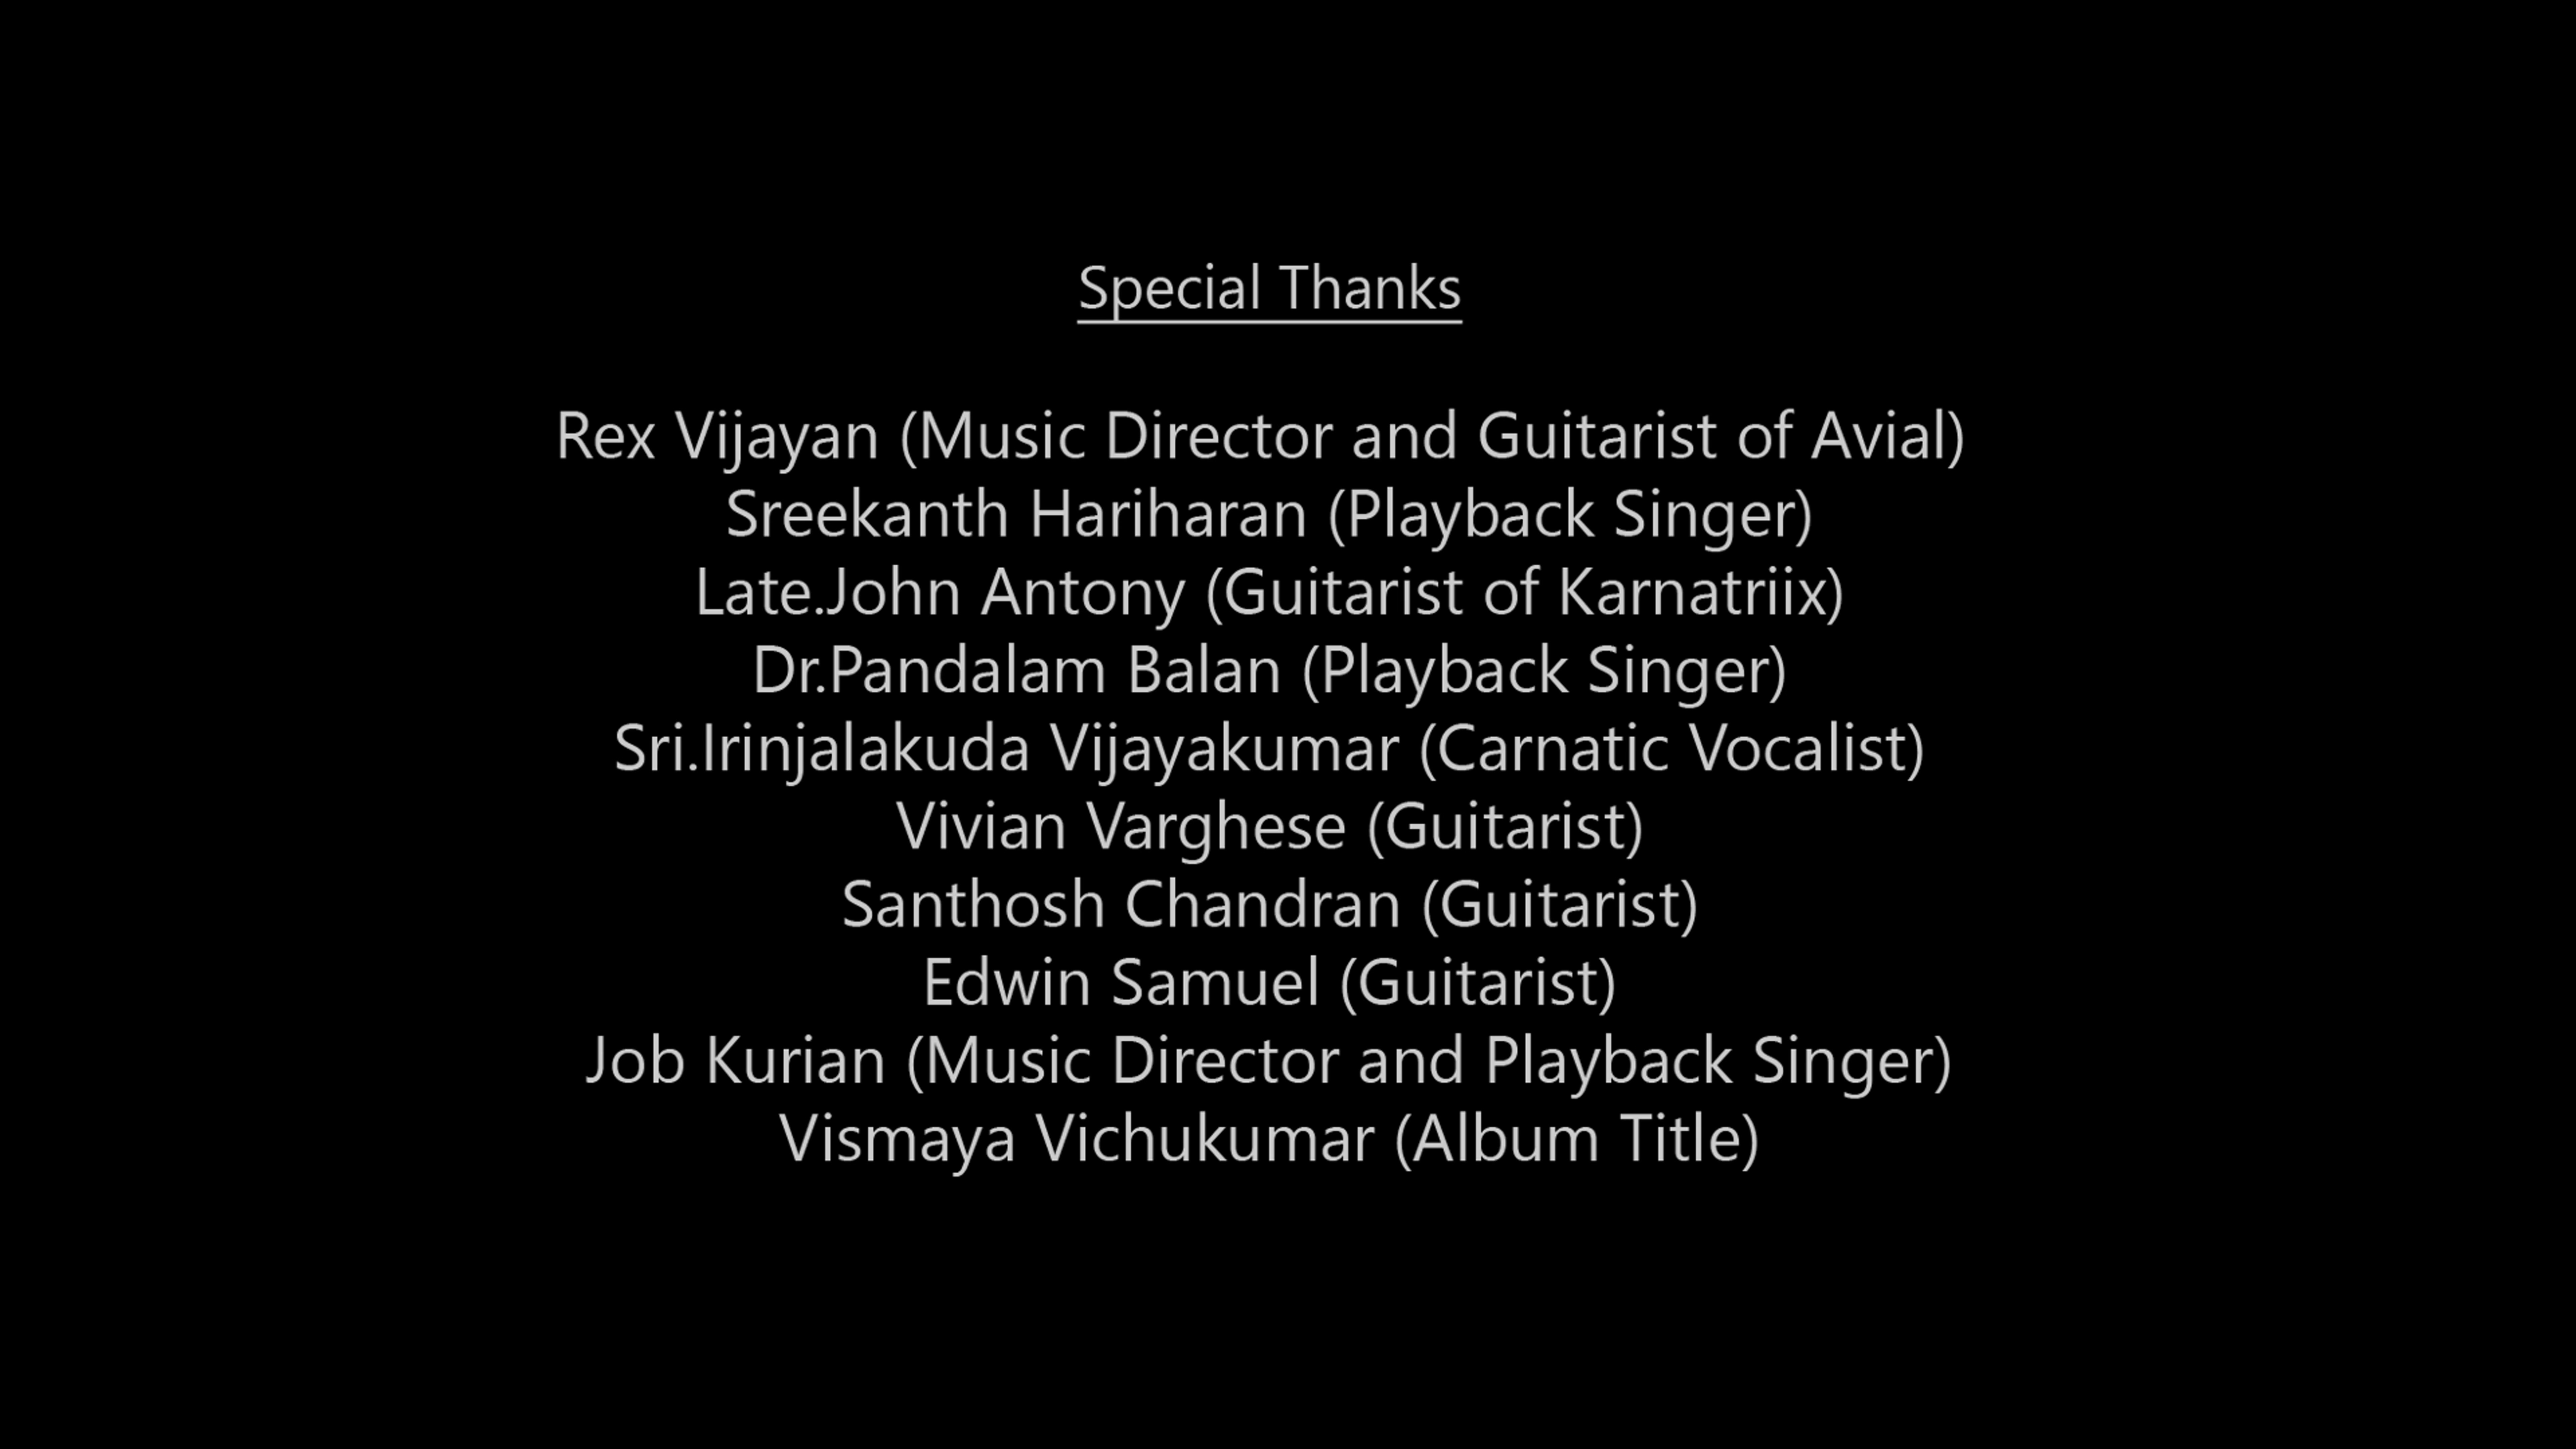 Special Thanks
Rex Vijayan (Music Director and Guitarist of Avial)
Sreekanth Hariharan (Playback Singer)
Late.John Antony (Guitarist of Karnatriix)
Dr.Pandalam Balan (Playback Singer)
Sri.Irinjalakuda Vijayakumar (Carnatic Vocalist)
Vivian Varghese (Guitarist)
Santhosh Chandran (Guitarist)
Edwin Samuel (Guitarist)
Job Kurian (Music Director and Playback Singer)
Vismaya Vichukumar (Album Title)